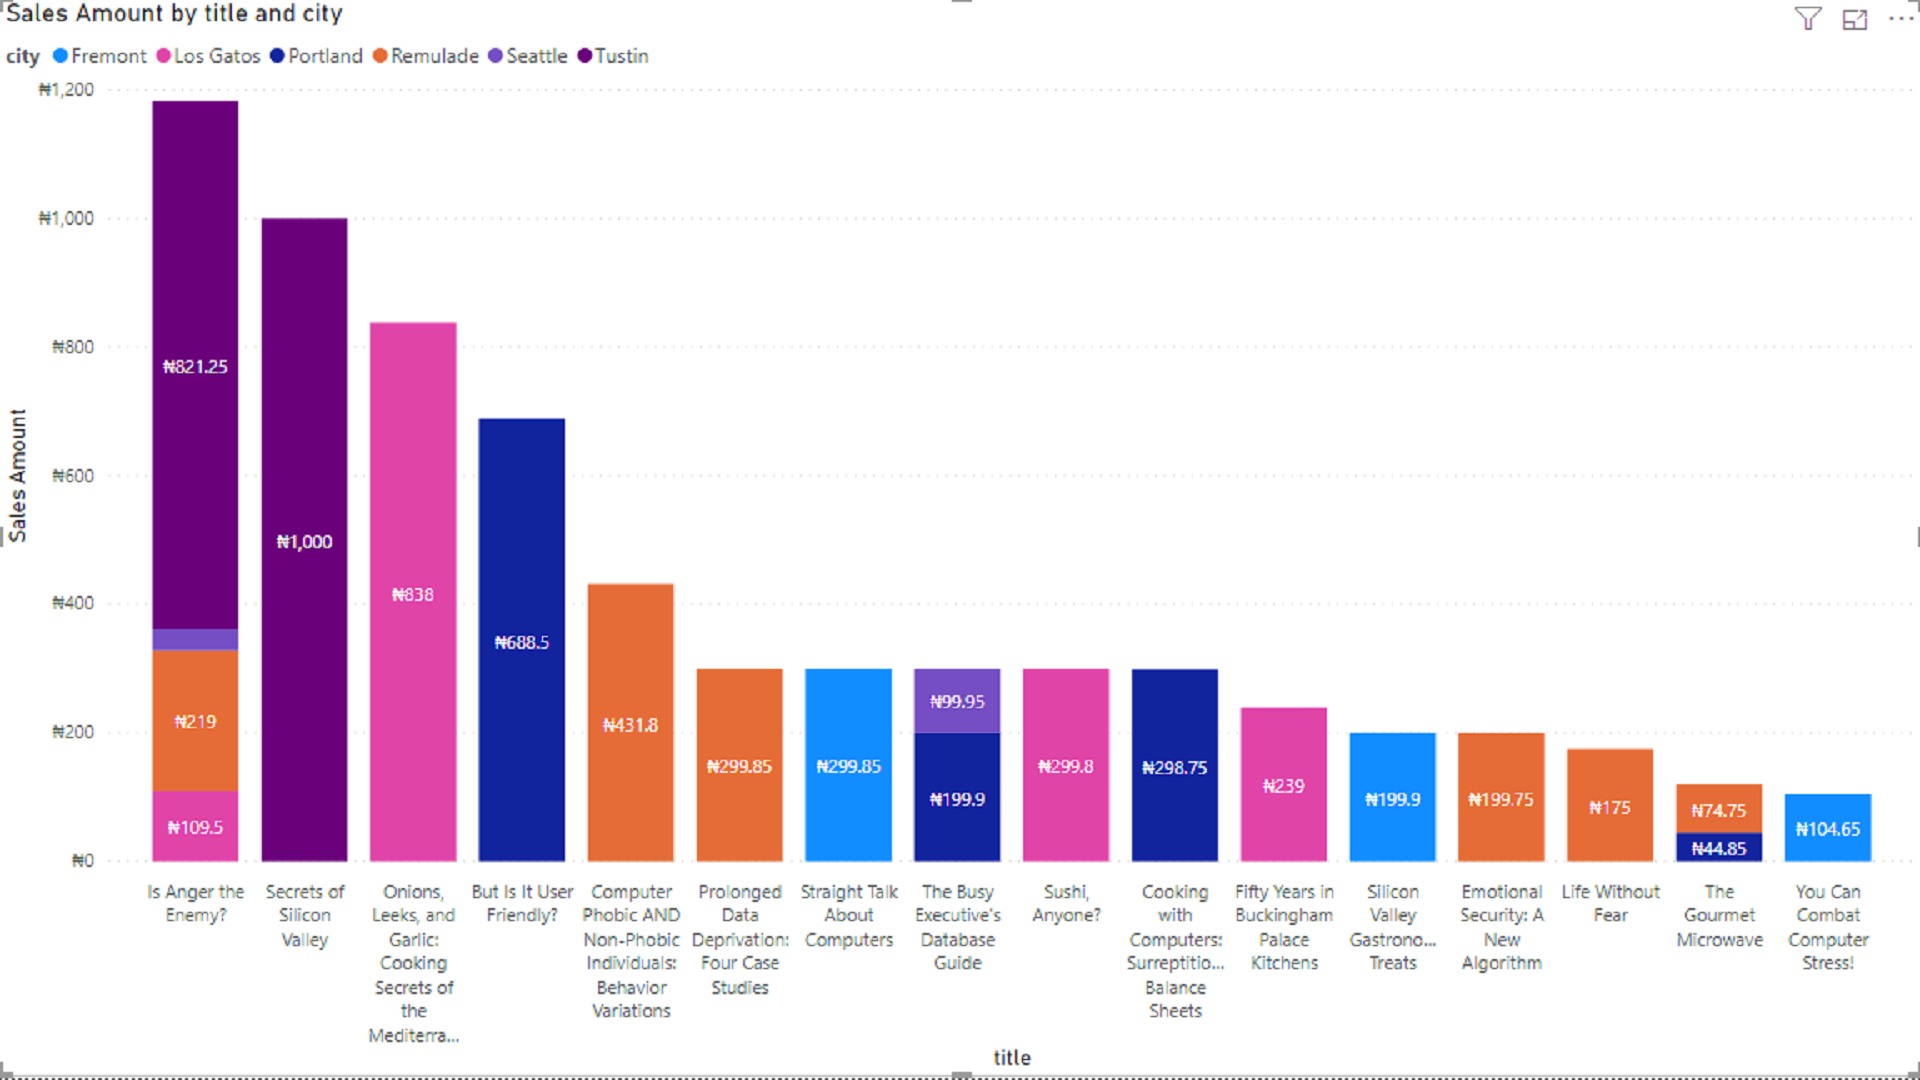 Sales Amount by title and city
city Fremont Los Gatos Portland Remulade Seattle Tustin
₦1,200
₦1,000
₦800
₦600
₦400
₦200
₦0
Sales Amount
₦821.25
₦219
₦109.5
₦1,000
₦838
₦688.5
₦431.8
₦299.85
₦299.85
₦99.95
₦199.9
₦299.8
₦298.75
₦239
₦199.9
₦199.75
₦175
₦74.75
₦44.85
₦104.65
Is Anger the
Enemy?
Secrets of
Silicon
Valley
Onions,
Leeks, and
Garlic:
Cooking
Secrets of
the
Mediterra...
But Is It User
Friendly?
Computer
Phobic AND
Non-Phobic
Individuals:
Behavior
Variations
Prolonged
Data
Deprivation:
Four Case
Studies
Straight Talk
About
Computers
The Busy
Executive's
Database
Guide
Sushi,
Anyone?
Cooking
with
Computers:
Surreptitio...
Balance
Sheets
Fifty Years in
Buckingham
Palace
Kitchens
Silicon
Valley
Gastrono...
Treats
Emotional
Security: A
New
Algorithm
Life Without
Fear
The
Gourmet
Microwave
You Can
Combat
Computer
Stress!
title